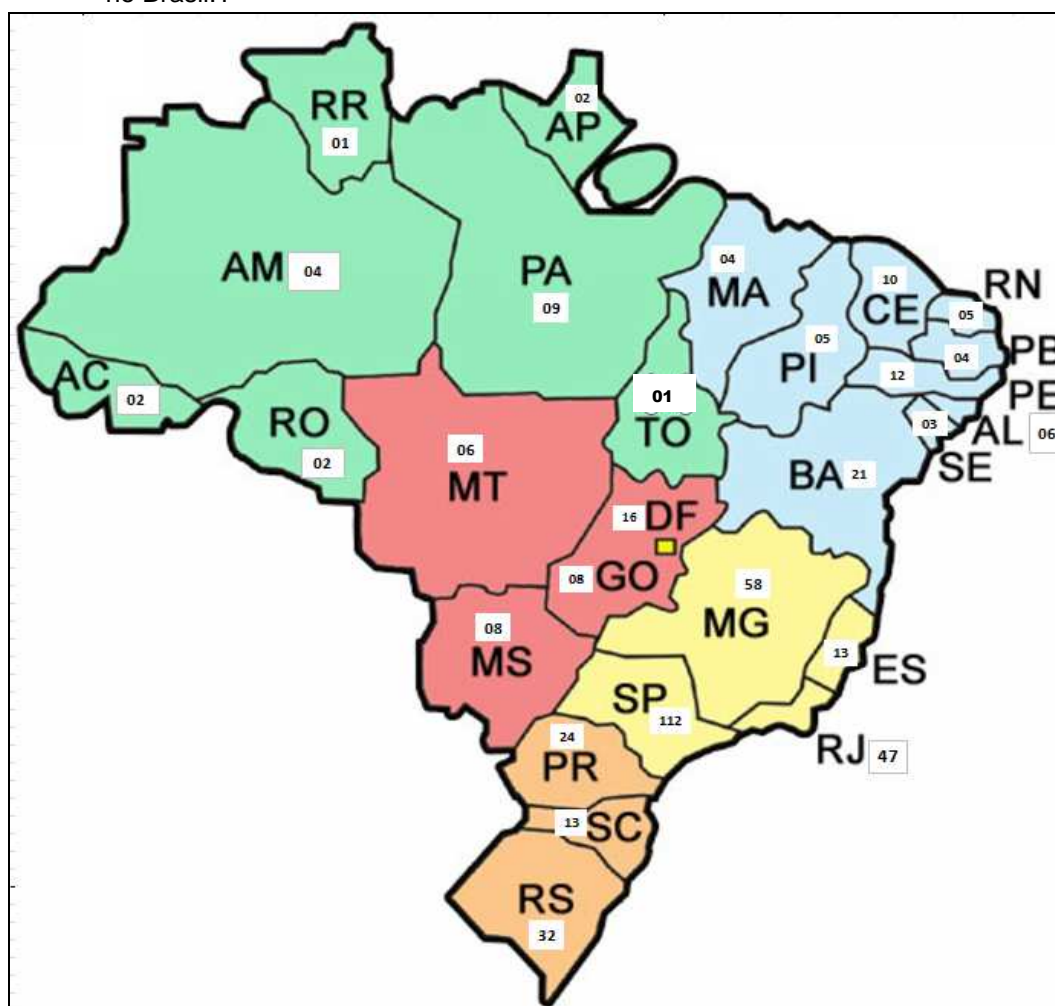 no Brasil.
RR
01
02
AP
AM 04
PA
09
04
MA
10
CE
RN
05
05
PI
04
PB
12
PE
AC
02
RO
02
01
TO
03
AL 06
SE
BA 21
06
MT
16 DF
08 GO
58
MG
08
MS
13
ES
SP
112
RJ 47
24
PR
13 SC
RS
32